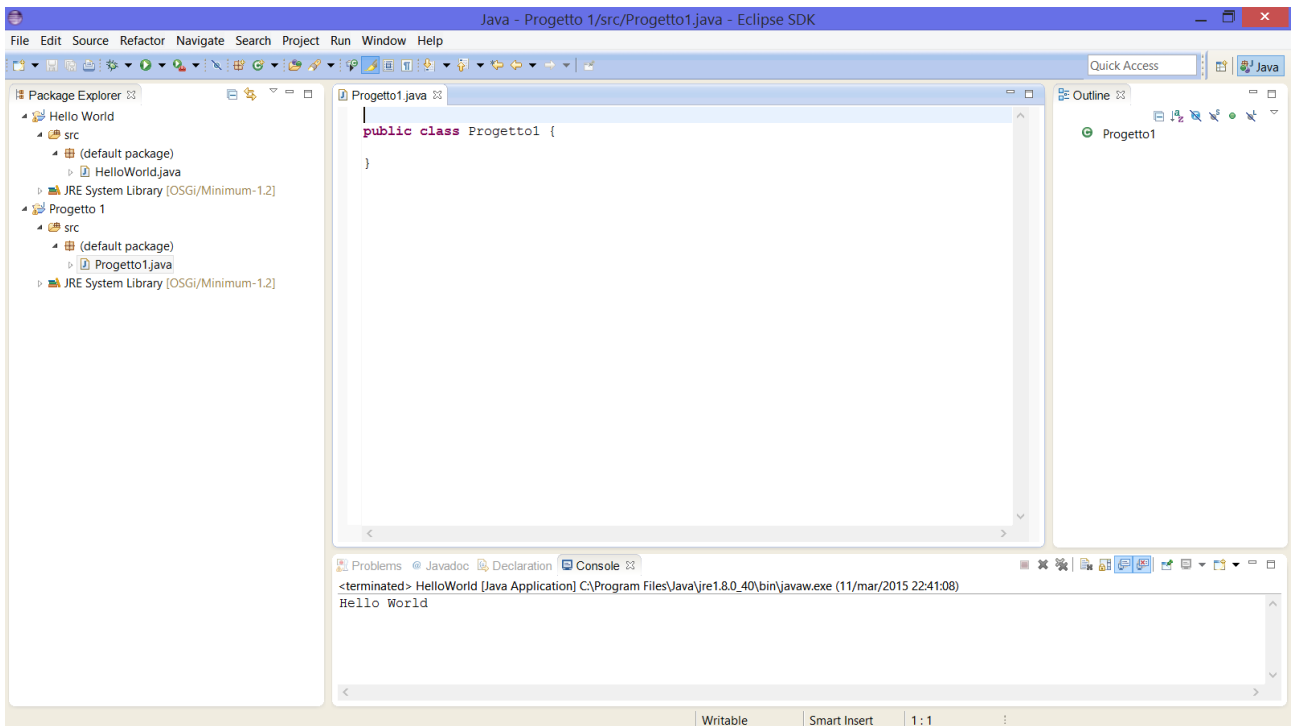 Java - Progetto 1/src/Progetto1.java - Eclipse SDK
File Edit Source Refactor Navigate Search Project Run Window Help
Quick Access
Java
Package Explorer
Hello World
src
(default package)
HelloWorld.java
JRE System Library [OSGi/Minimum-1.2]
Progetto 1
src
(default package)
Progetto1.java
JRE System Library [OSGi/Minimum-1.2]
Progetto1.java
public class Progetto1 {
}
Outline
Progetto1
Problems @ Javadoc Declaration Console
<terminated> HelloWorld [Java Application] C:\Program Files\Java\jre1.8.0_40\bin\javaw.exe (11/mar/2015 22:41:08)
Hello World
Writable Smart Insert 1 : 1